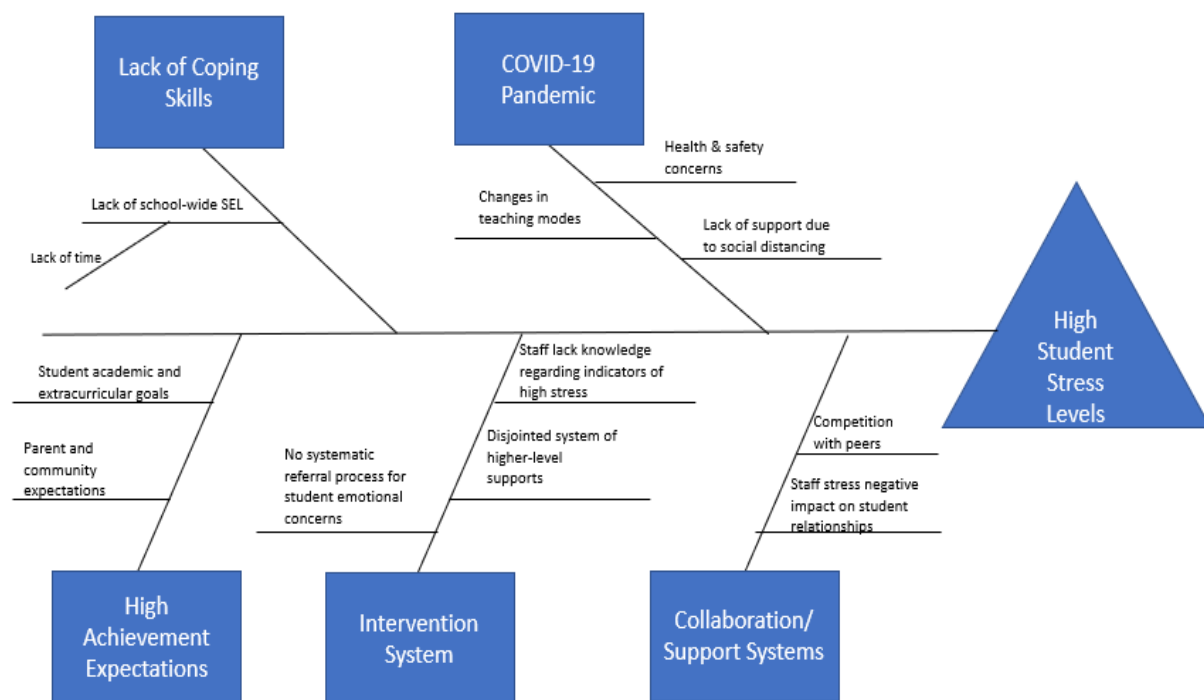 Lack of Coping
Skills
COVID-19
Pandemic
Health & safety
concerns
Changes in
teaching modes
Lack of school-wide SEL
Lack of support due
to social distancing
Lack of time
High
Student
Stress
Levels
Student academic and
extracurricular goals
Staff lack knowledge
regarding indicators of
high stress
Parent and
community
expectations
No systematic
referral process for
student emotional
concerns
Disjointed system of
higher-level
supports
Competition
with peers
Staff stress negative
impact on student
relationships
High
Achievement
Expectations
Intervention
System
Collaboration/
Support Systems